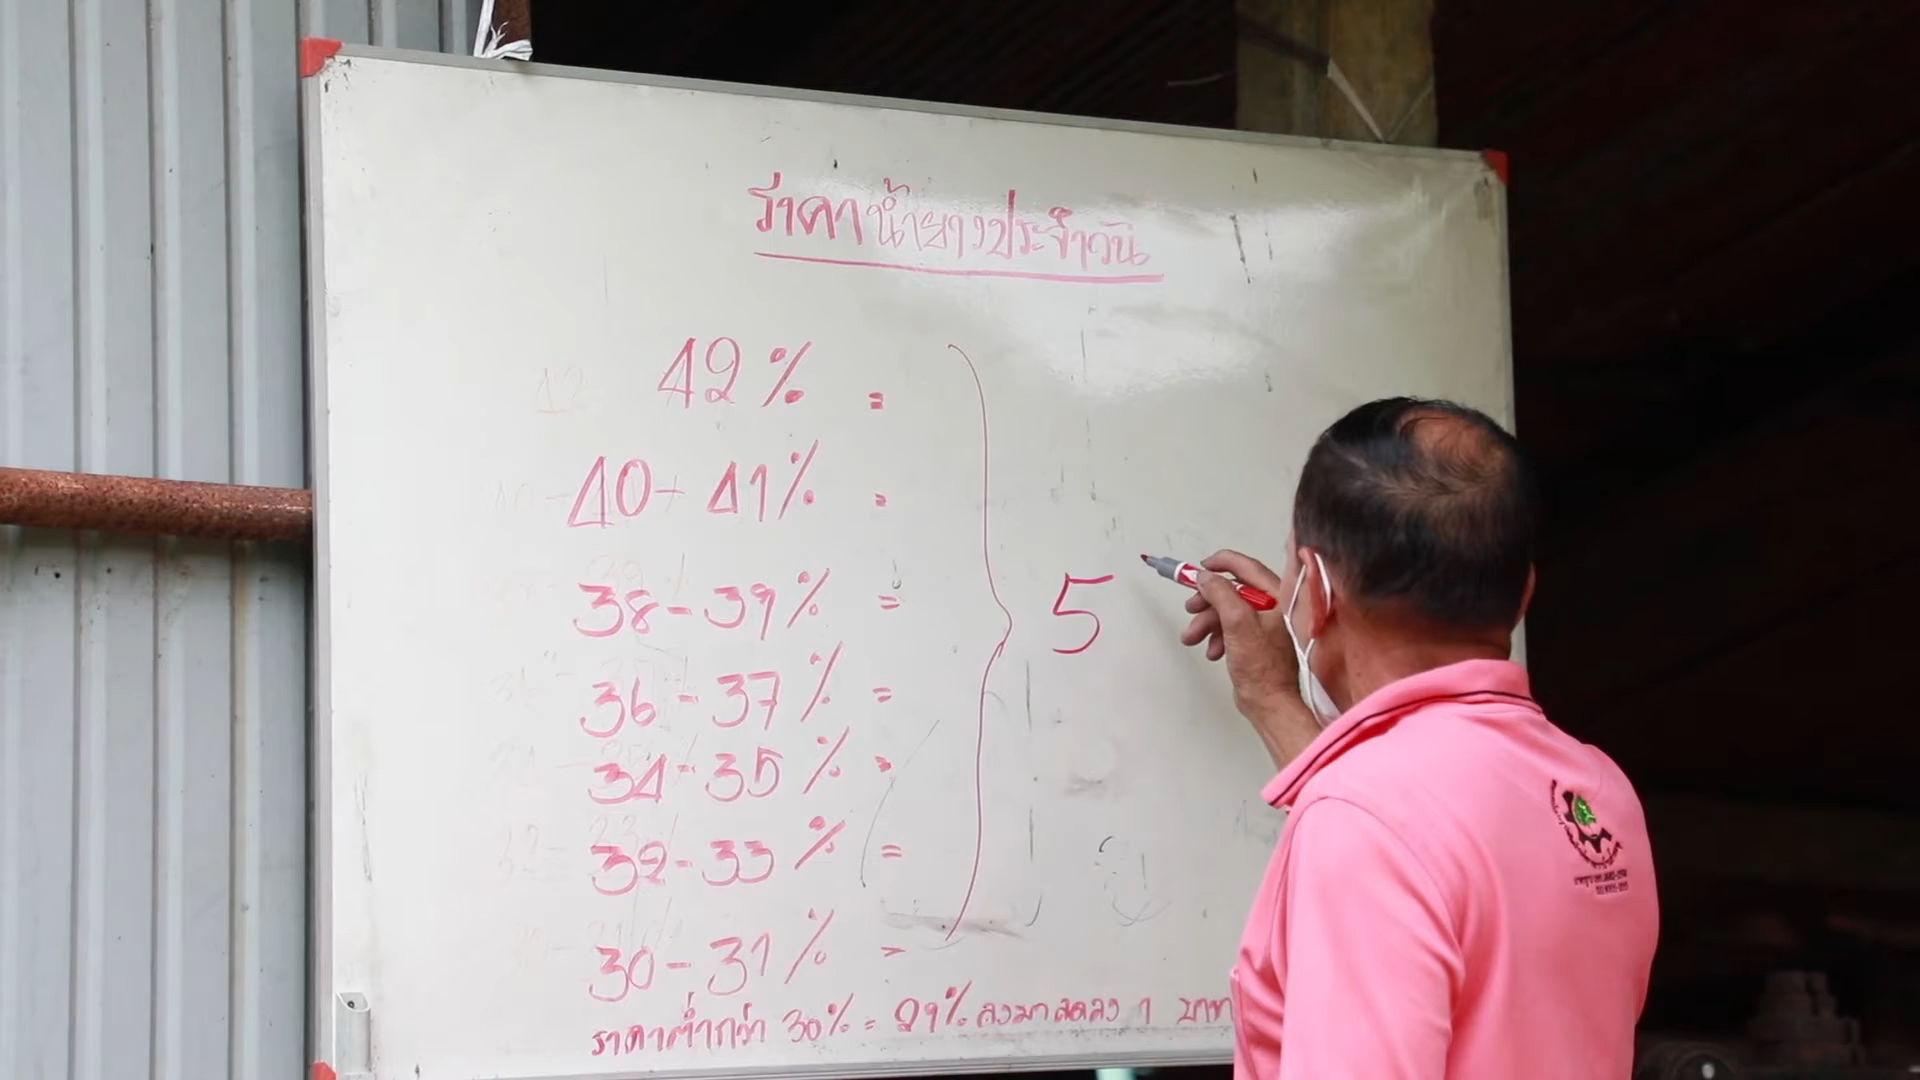 ราคาน้ำยางประจำวัน
42% =
40 - 41% =
38 - 39% =
36 - 37% =
34 - 35% =
32 - 33% =
30 - 31% =
5
ราคาต่ำกว่า 30% = 29% ลงมาลดลง 1 บาท